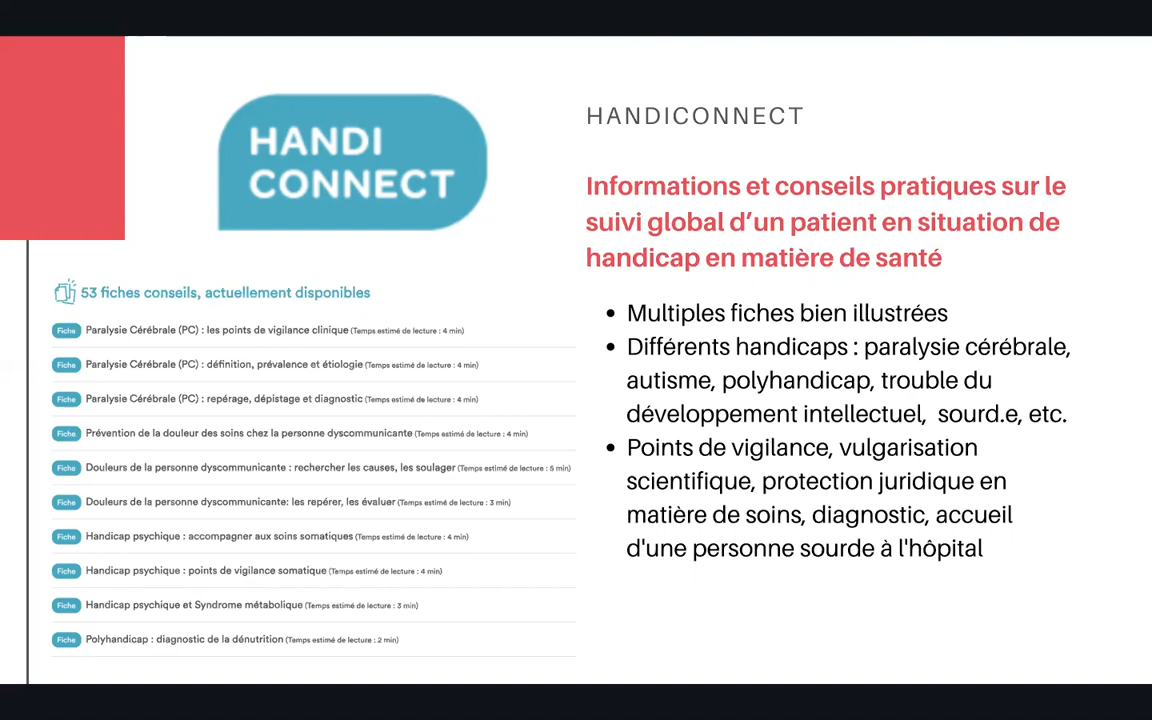 HANDI
CONNECT
53 fiches conseils, actuellement disponibles
Fiche Paralysie Cérébrale (PC) : les points de vigilance clinique (Temps estimé de lecture : 4 min)
Fiche Paralysie Cérébrale (PC) : définition, prévalence et étiologie (Temps estimé de lecture : 4 min)
Fiche Paralysie Cérébrale (PC) : repérage, dépistage et diagnostic (Temps estimé de lecture : 4 min)
Fiche Prévention de la douleur des soins chez la personne dyscommunicante (Temps estimé de lecture : 4 min)
Fiche Douleurs de la personne dyscommunicante : rechercher les causes, les soulager (Temps estimé de lecture : 5 min)
Fiche Douleurs de la personne dyscommunicante: les repérer, les évaluer (Temps estimé de lecture : 3 min)
Fiche Handicap psychique : accompagner aux soins somatiques (Temps estimé de lecture : 4 min)
Fiche Handicap psychique : points de vigilance somatique (Temps estimé de lecture : 4 min)
Fiche Handicap psychique et Syndrome métabolique (Temps estimé de lecture : 3 min)
Fiche Polyhandicap : diagnostic de la dénutrition (Temps estimé de lecture : 2 min)
HANDICONNECT
Informations et conseils pratiques sur le
suivi global d’un patient en situation de
handicap en matière de santé
• Multiples fiches bien illustrées
• Différents handicaps : paralysie cérébrale,
autisme, polyhandicap, trouble du
développement intellectuel, sourd.e, etc.
• Points de vigilance, vulgarisation
scientifique, protection juridique en
matière de soins, diagnostic, accueil
d'une personne sourde à l'hôpital